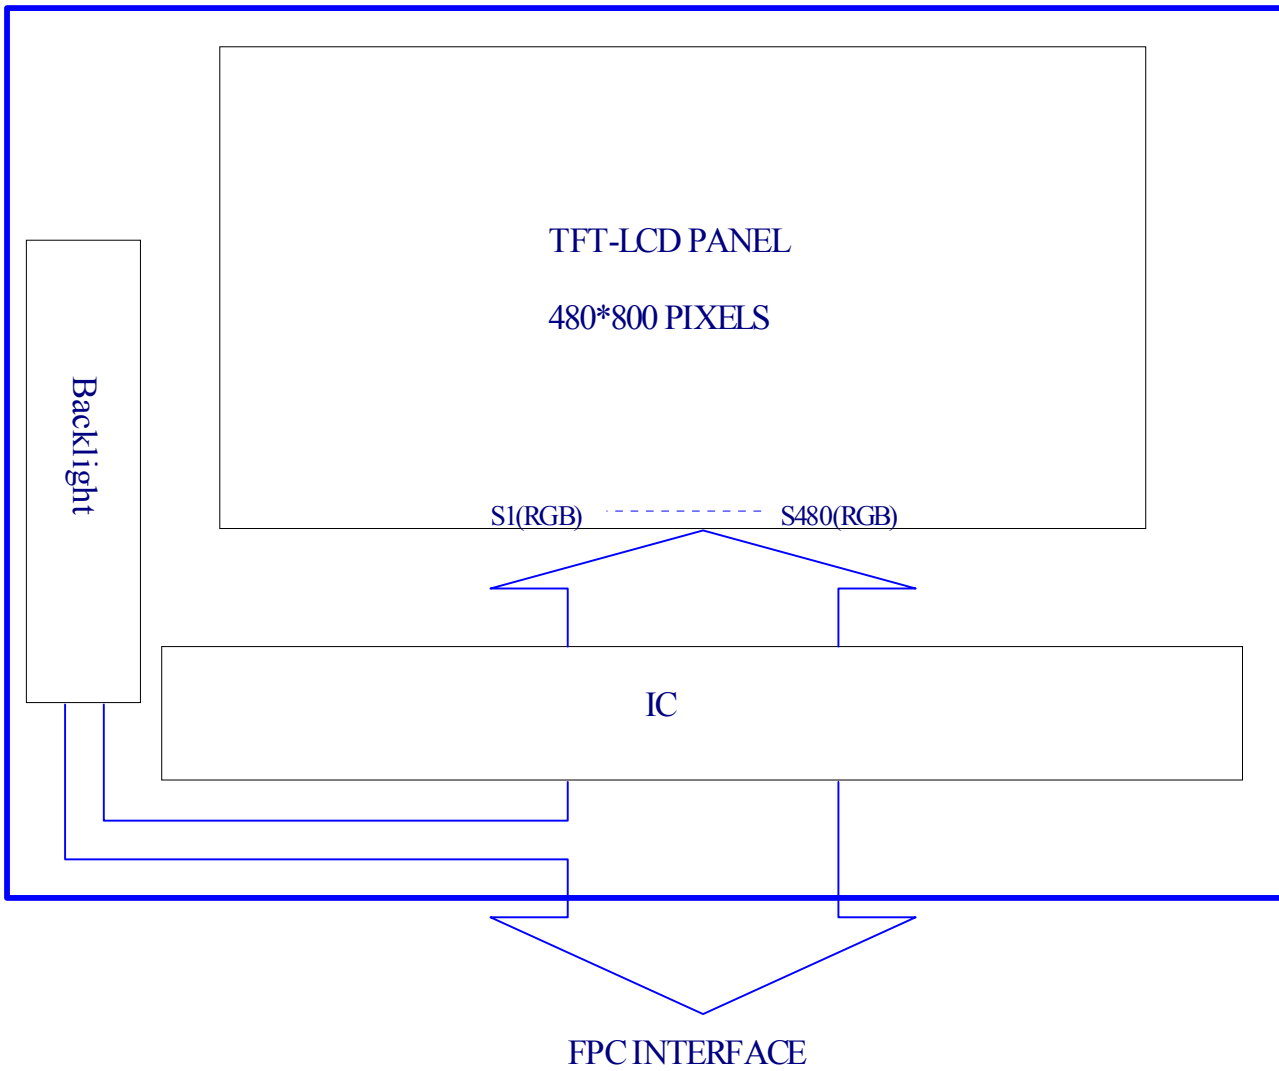 TFT-LCD PANEL
480*800 PIXELS
Backlight
S1(RGB) ---------- S480(RGB)
IC
FPC INTERFACE